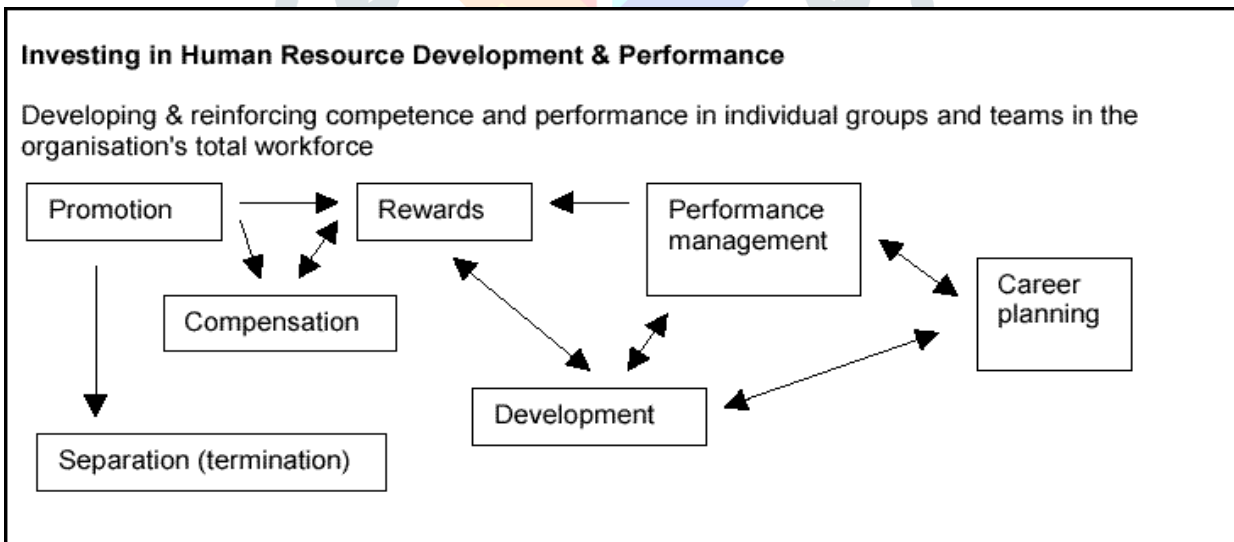 Investing in Human Resource Development & Performance
Developing & reinforcing competence and performance in individual groups and teams in the
organisation's total workforce
Promotion
Rewards
Performance
management
Career
planning
Compensation
Development
Separation (termination)